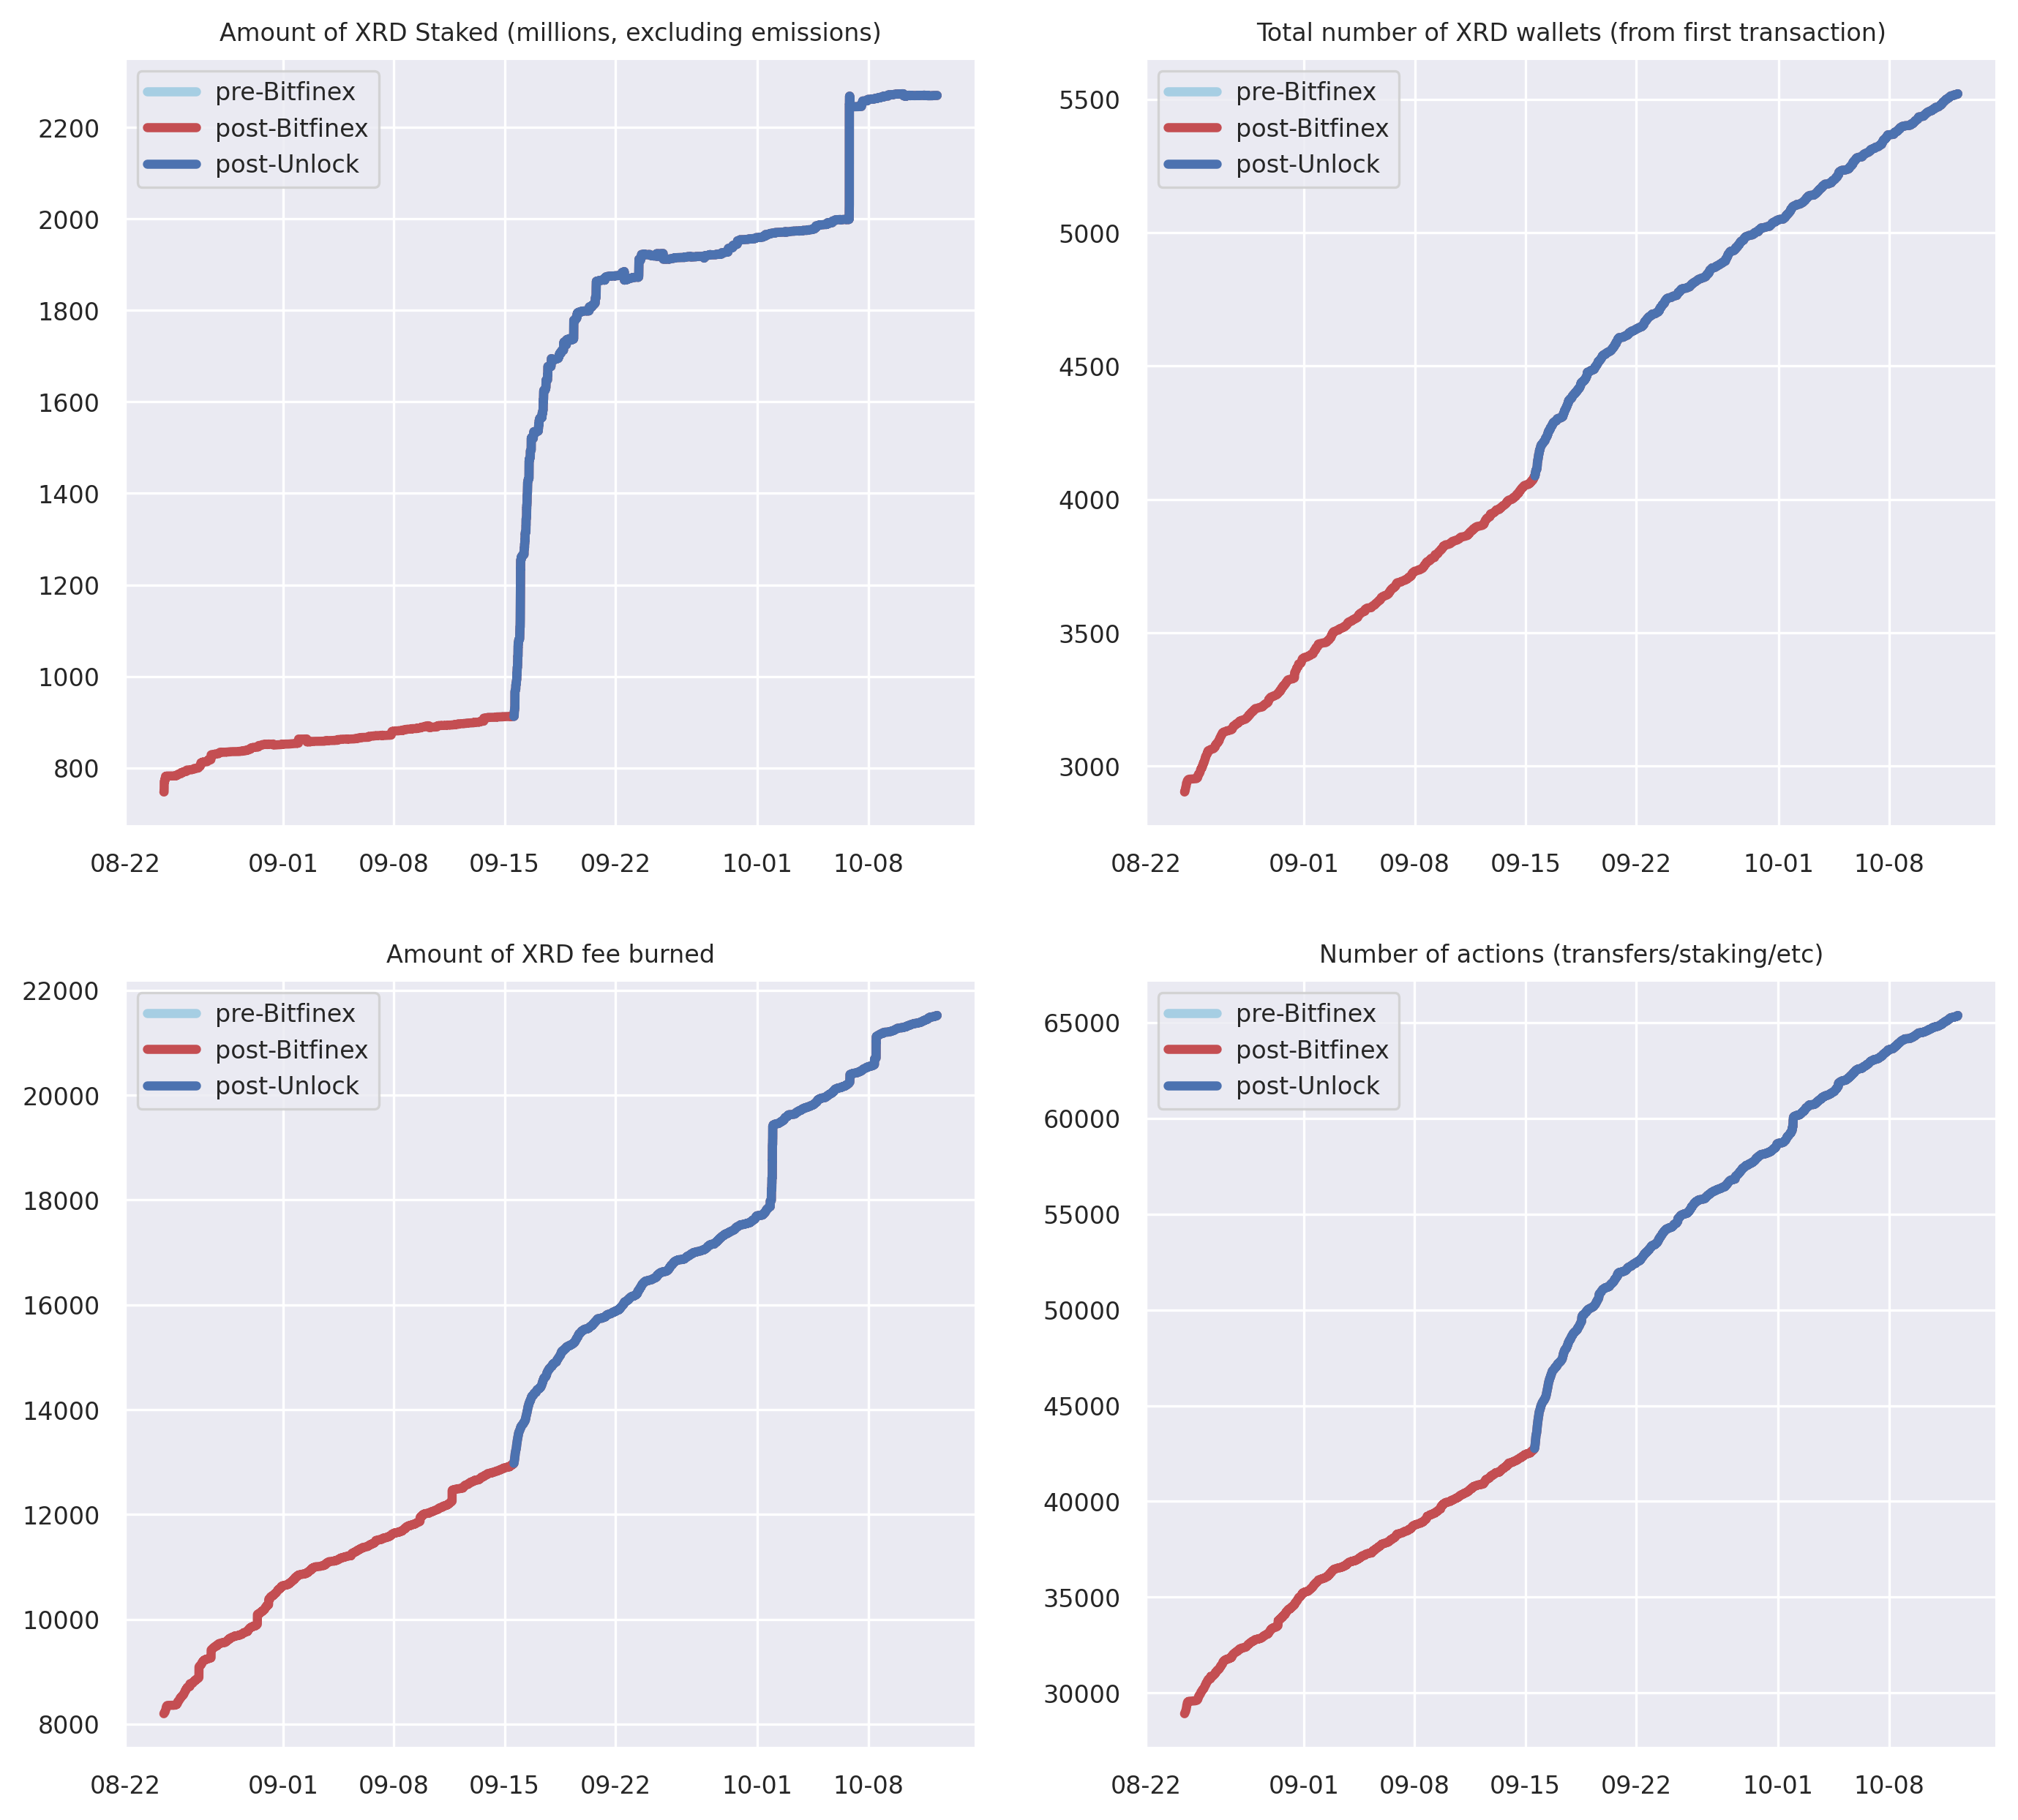 Amount of XRD Staked (millions, excluding emissions)
pre-Bitfinex
post-Bitfinex
post-Unlock
2200
2000
1800
1600
1400
1200
1000
800
08-22 09-01 09-08 09-15 09-22 10-01 10-08
Total number of XRD wallets (from first transaction)
pre-Bitfinex
post-Bitfinex
post-Unlock
5500
5000
4500
4000
3500
3000
08-22 09-01 09-08 09-15 09-22 10-01 10-08
Amount of XRD fee burned
pre-Bitfinex
post-Bitfinex
post-Unlock
22000
20000
18000
16000
14000
12000
10000
8000
08-22 09-01 09-08 09-15 09-22 10-01 10-08
Number of actions (transfers/staking/etc)
pre-Bitfinex
post-Bitfinex
post-Unlock
65000
60000
55000
50000
45000
40000
35000
30000
08-22 09-01 09-08 09-15 09-22 10-01 10-08